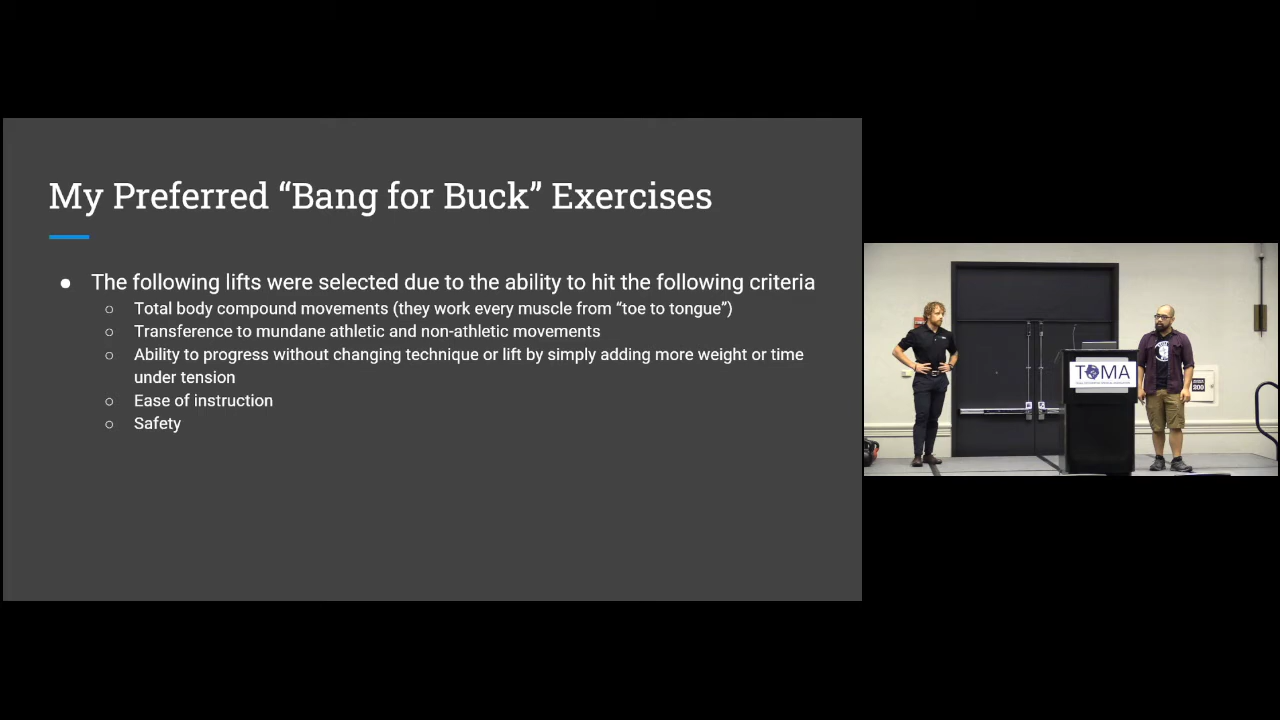 My Preferred “Bang for Buck” Exercises
● The following lifts were selected due to the ability to hit the following criteria
○ Total body compound movements (they work every muscle from “toe to tongue”)
○ Transference to mundane athletic and non-athletic movements
○ Ability to progress without changing technique or lift by simply adding more weight or time
under tension
○ Ease of instruction
○ Safety
TOMA
200